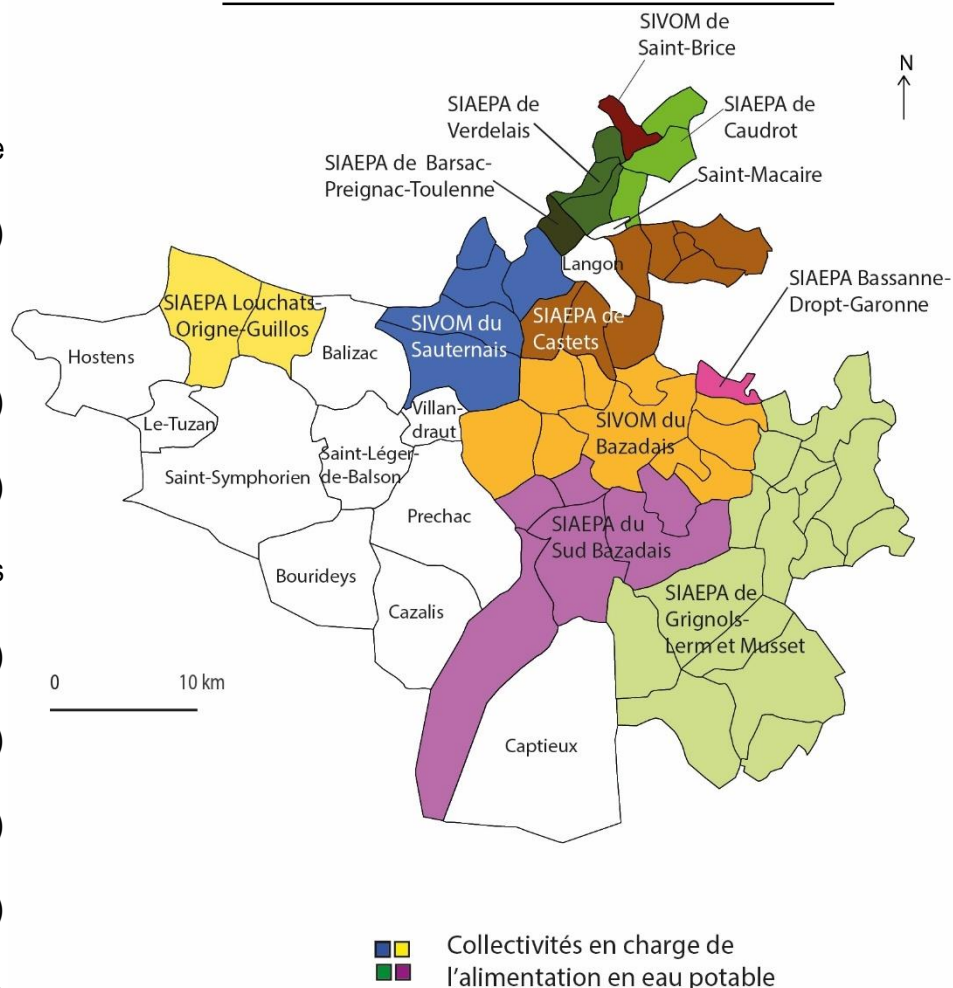 SIVOM de
Saint-Brice
N
SIAEPA de
Verdelais
SIAEPA de
Caudrot
SIAEPA de Barsac-
Preignac-Toulenne
Saint-Macaire
Langon
SIAEPA Bassanne-
Dropt-Garonne
SIAEPA Louchats-
Origne-Guillos
Hostens
Balizac
SIVOM du
Sauternais
SIAEPA de
Castets
Le-Tuzan
Villan-
draut
SIVOM du
Bazadais
Saint-Symphorien
Saint-Léger-
de-Balson
Prechac
SIAEPA du
Sud Bazadais
Bourideys
Cazalis
SIAEPA de
Grignols-
Lerm et Musset
0 10 km
Captieux
Collectivités en charge de
l'alimentation en eau potable
e
)
)
)
s
)
)
)
)